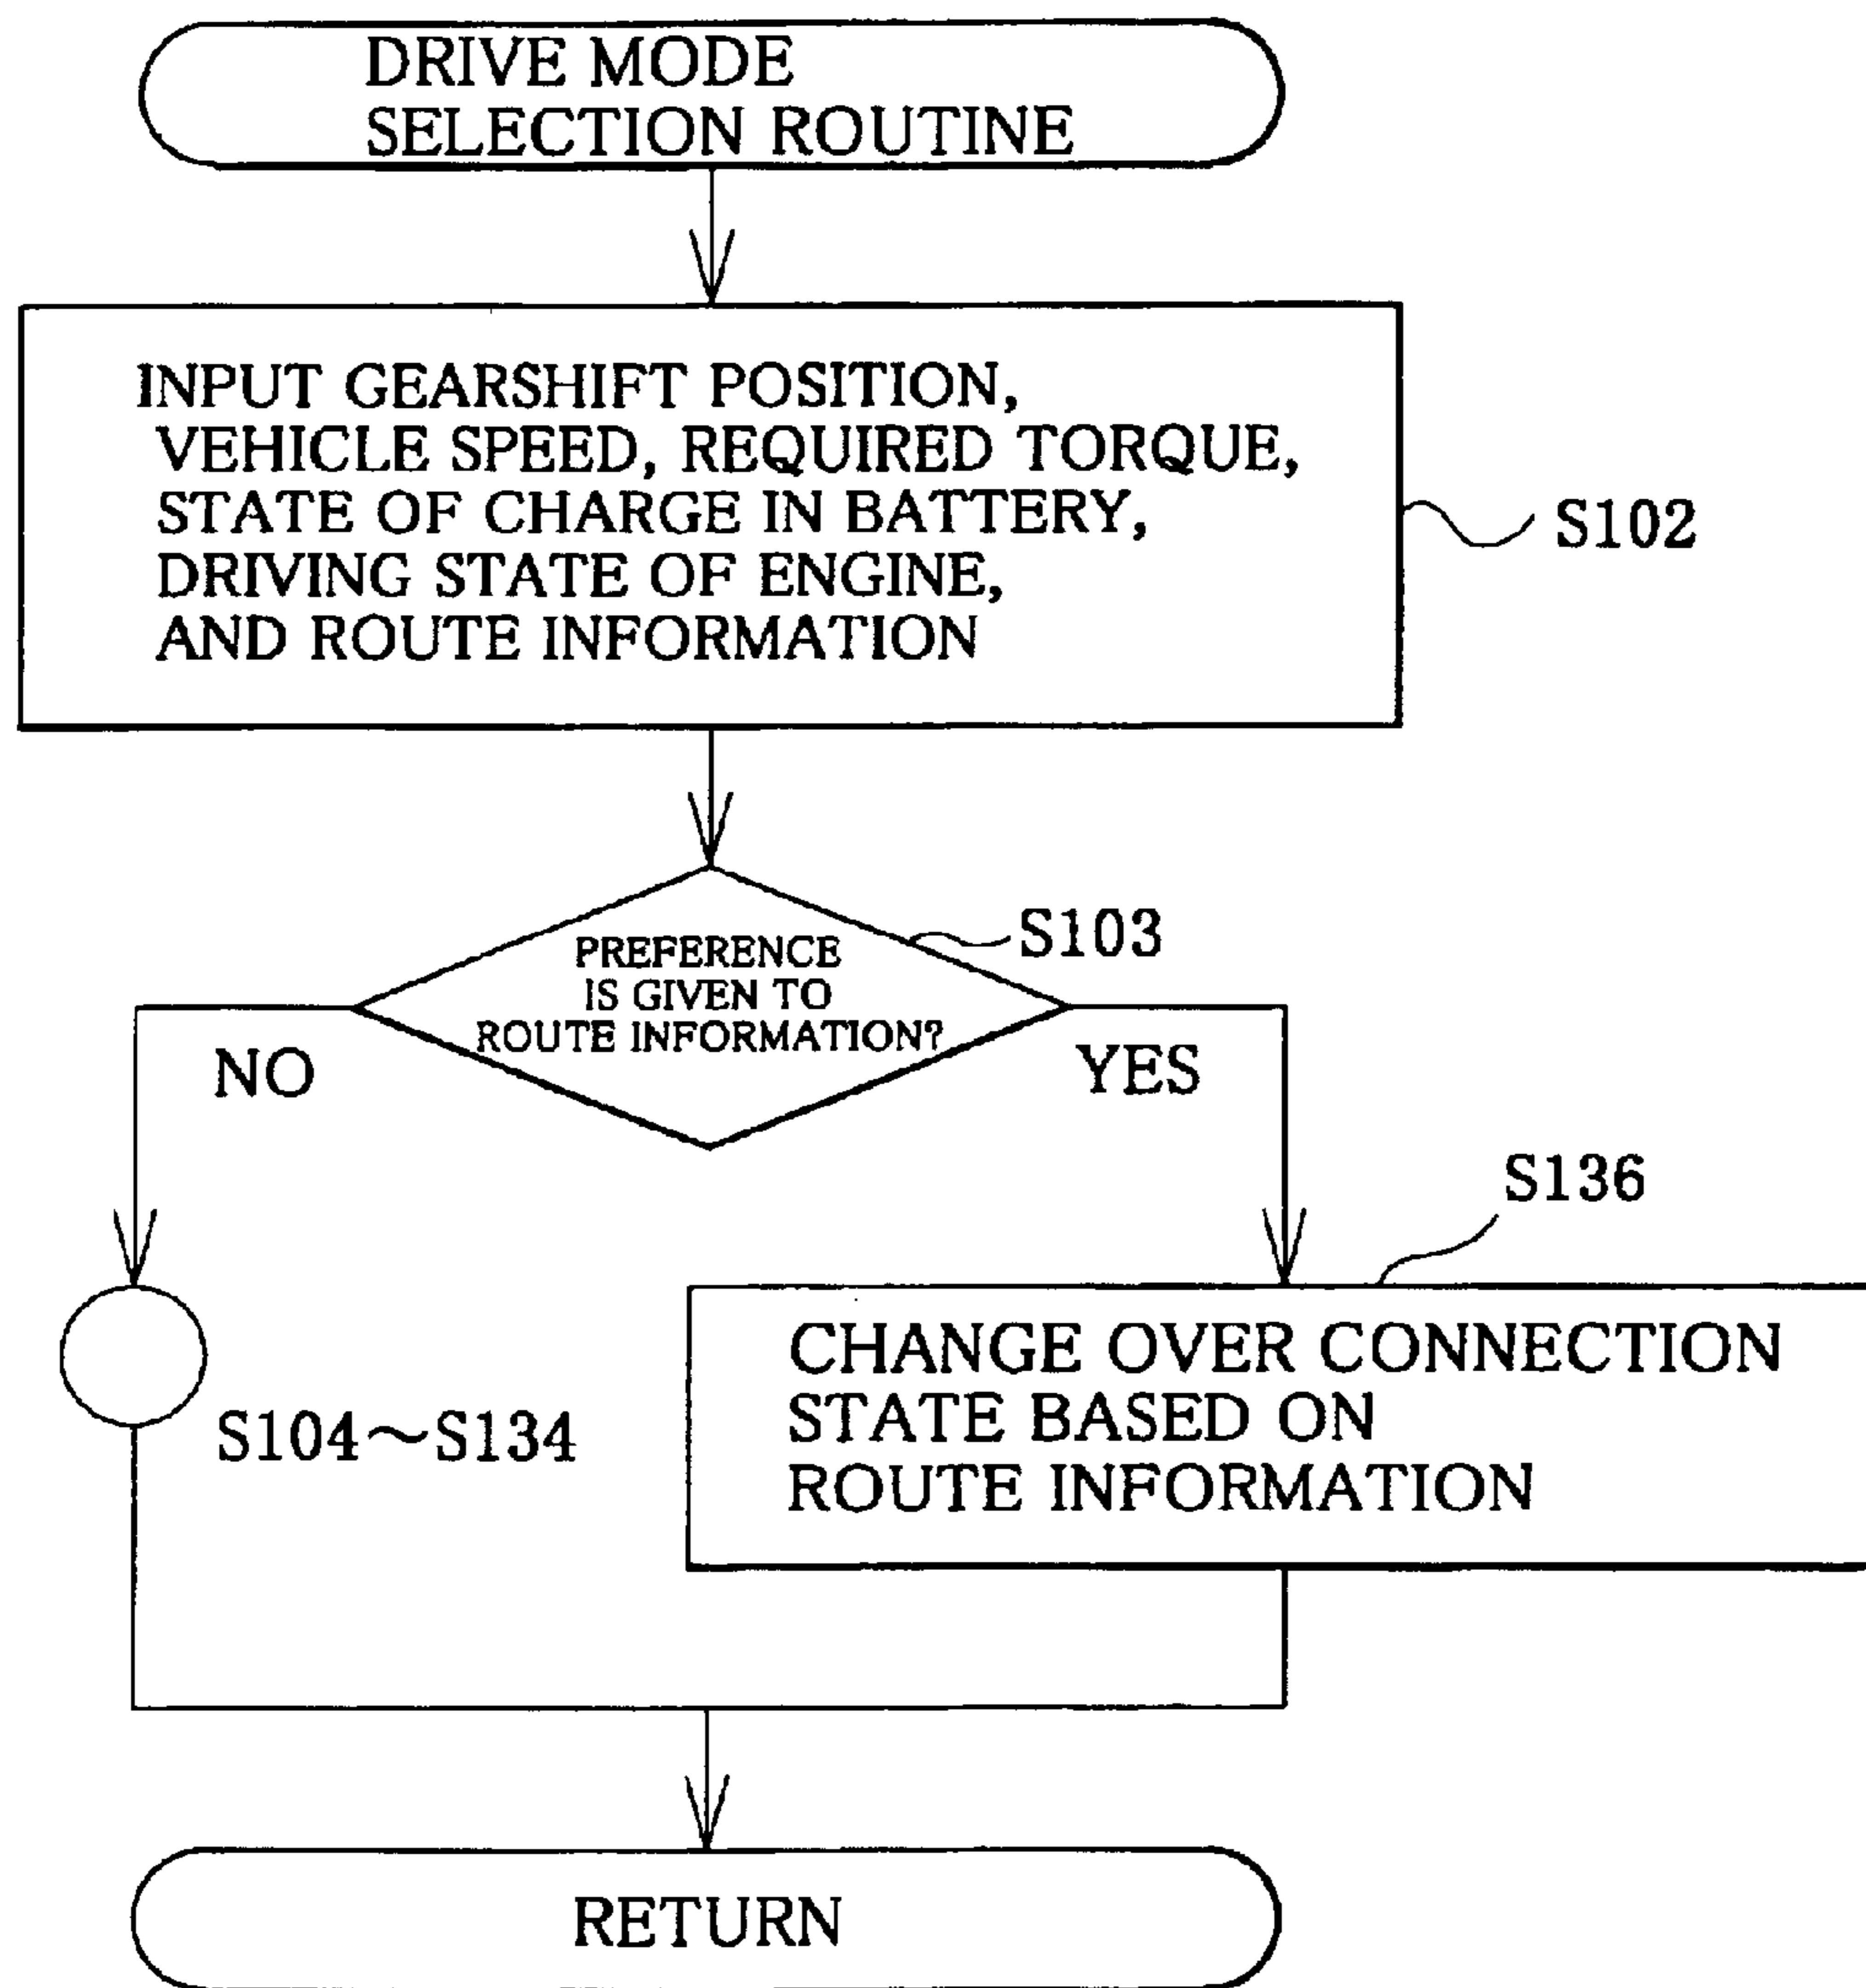 DRIVE MODE
SELECTION ROUTINE
INPUT GEARSHIFT POSITION,
VEHICLE SPEED, REQUIRED TORQUE,
STATE OF CHARGE IN BATTERY,
DRIVING STATE OF ENGINE,
AND ROUTE INFORMATION
S102
S103
PREFERENCE
IS GIVEN TO
ROUTE INFORMATION?
NO
YES
S136
CHANGE OVER CONNECTION
STATE BASED ON
ROUTE INFORMATION
S104～S134
RETURN